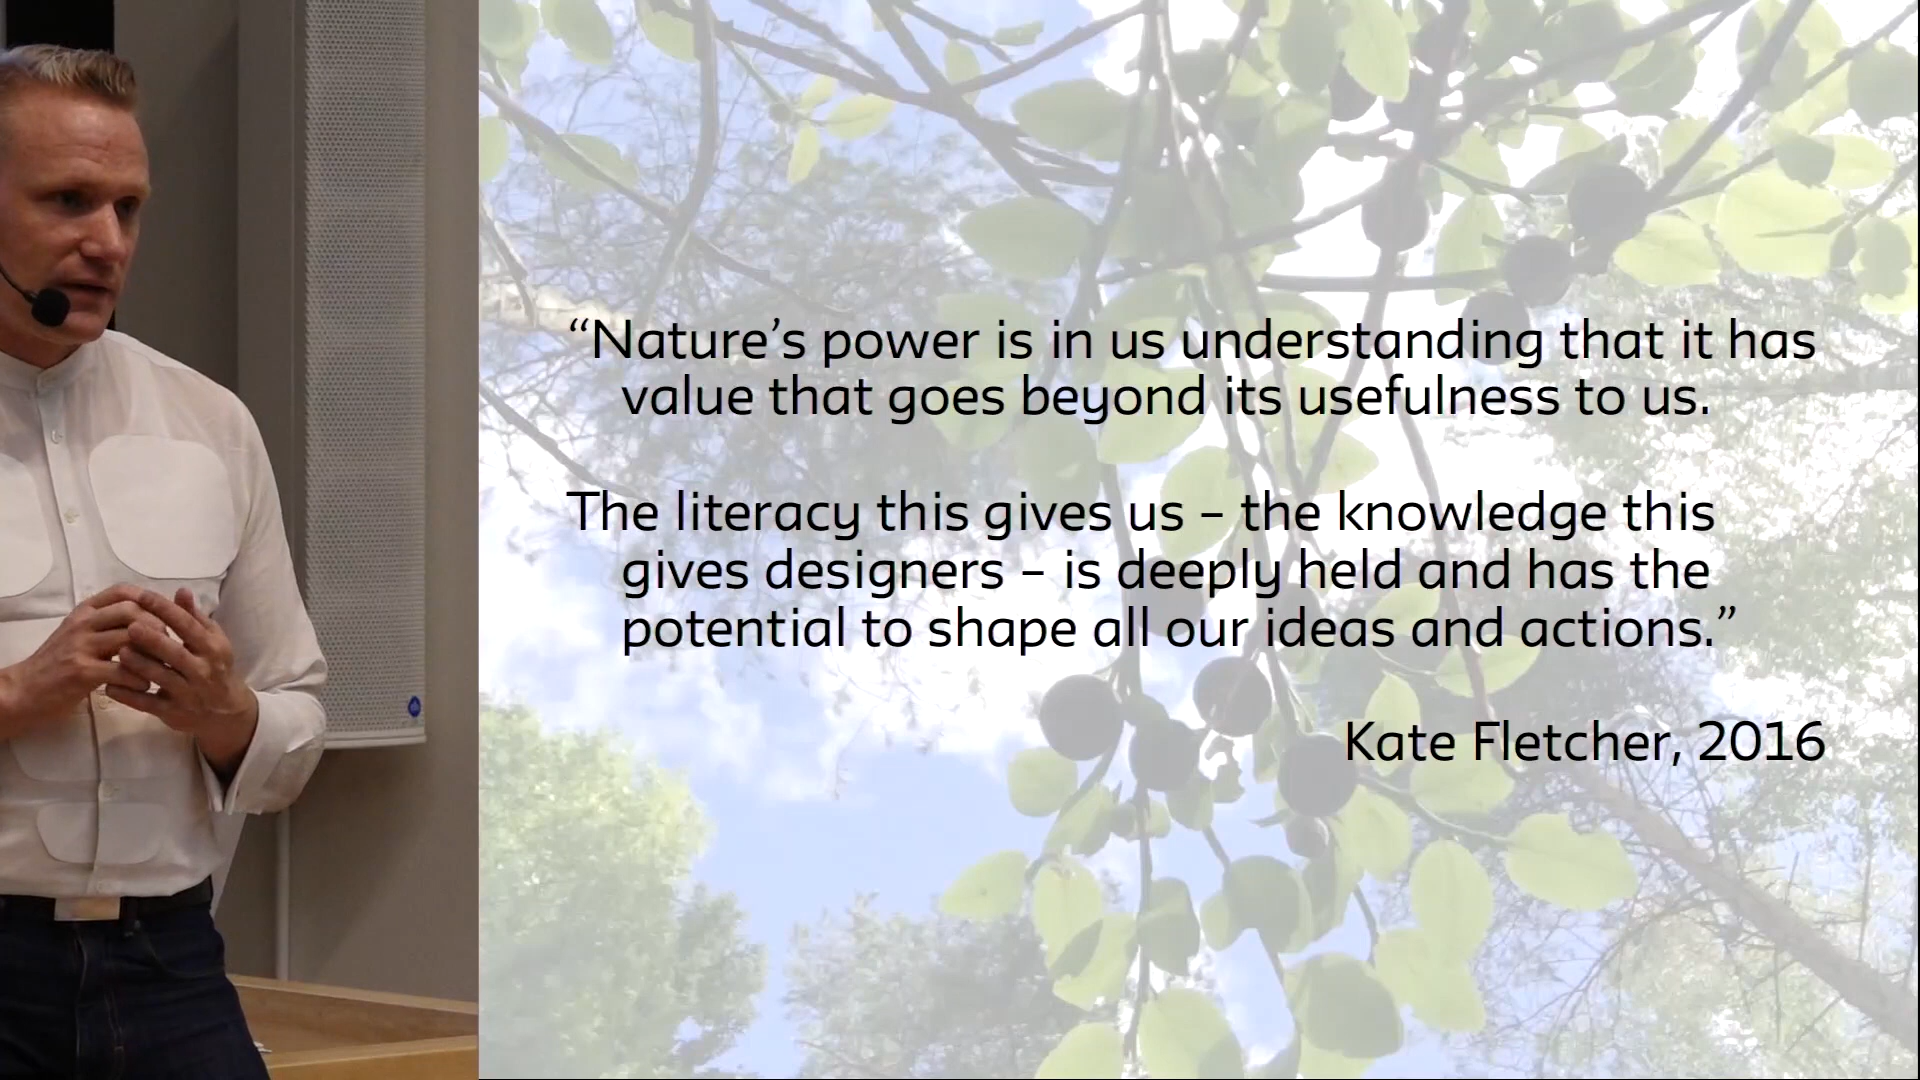 “Nature’s power is in us understanding that it has
value that goes beyond its usefulness to us.
The literacy this gives us – the knowledge this
gives designers – is deeply held and has the
potential to shape all our ideas and actions.”
Kate Fletcher, 2016